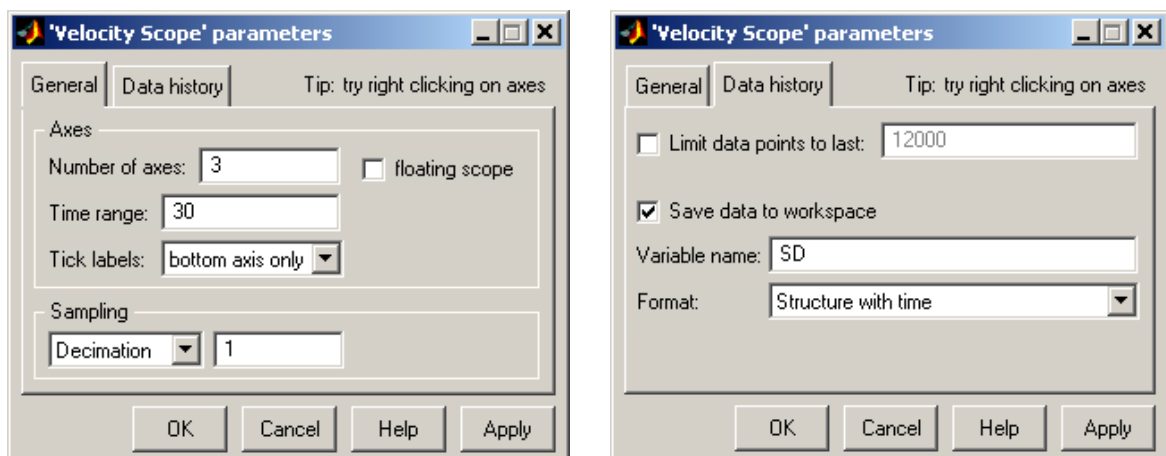 'Velocity Scope' parameters
General
Data history
Tip: try right clicking on axes
Axes
Number of axes: 3
floating scope
Time range: 30
Tick labels: bottom axis only
Sampling
Decimation 1
OK Cancel Help Apply
'Velocity Scope' parameters
General
Data history
Tip: try right clicking on axes
Limit data points to last: 12000
Save data to workspace
Variable name: SD
Format: Structure with time
OK Cancel Help Apply